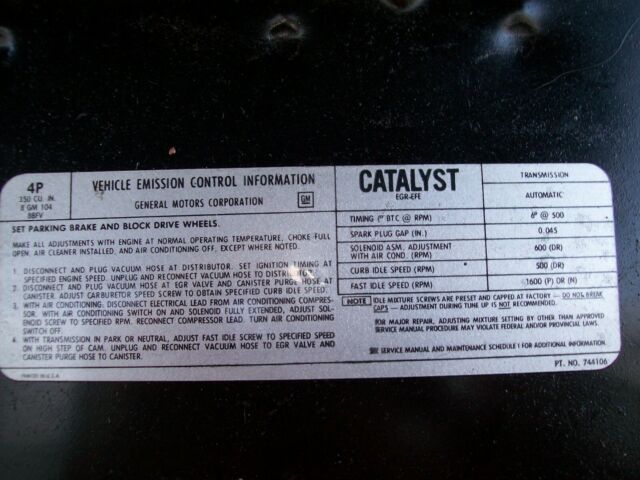 4P
350 CU. IN.
8 GM 104
8BFV
VEHICLE EMISSION CONTROL INFORMATION
GENERAL MOTORS CORPORATION
GM
SET PARKING BRAKE AND BLOCK DRIVE WHEELS.
MAKE ALL ADJUSTMENTS WITH ENGINE AT NORMAL OPERATING TEMPERATURE, CHOKE FULL
OPEN, AIR CLEANER INSTALLED, AND AIR CONDITIONING OFF, EXCEPT WHERE NOTED.
1. DISCONNECT AND PLUG VACUUM HOSE AT DISTRIBUTOR. SET IGNITION TIMING AT
SPECIFIED ENGINE SPEED. UNPLUG AND RECONNECT VACUUM HOSE TO DISTRIBUTOR.
2. DISCONNECT AND PLUG VACUUM HOSE AT EGR VALVE AND CANISTER PURGE HOSE AT
CANISTER. ADJUST CARBURETOR SPEED SCREW TO OBTAIN SPECIFIED CURB IDLE SPEED.
3. WITH AIR CONDITIONING, DISCONNECT ELECTRICAL LEAD FROM AIR CONDITIONING COMPRES-
SOR. WITH AIR CONDITIONING SWITCH ON AND SOLENOID FULLY EXTENDED, ADJUST SOL-
ENOID SCREW TO SPECIFIED RPM. RECONNECT COMPRESSOR LEAD. TURN AIR CONDITIONING
SWITCH OFF.
4. WITH TRANSMISSION IN PARK OR NEUTRAL, ADJUST FAST IDLE SCREW TO SPECIFIED SPEED
ON HIGH STEP OF CAM. UNPLUG AND RECONNECT VACUUM HOSE TO EGR VALVE AND
CANISTER PURGE HOSE TO CANISTER.
PRINTED IN U.S.A.
CATALYST
EGR-EFE
TRANSMISSION
AUTOMATIC
TIMING (° BTC @ RPM) 8° @ 500
SPARK PLUG GAP (IN.) 0.045
SOLENOID ASM. ADJUSTMENT
WITH AIR COND. (RPM) 600 (DR)
CURB IDLE SPEED (RPM) 500 (DR)
FAST IDLE SPEED (RPM) 1600 (P) OR (N)
NOTE IDLE MIXTURE SCREWS ARE PRESET AND CAPPED AT FACTORY — DO NOT BREAK
CAPS — ADJUSTMENT DURING TUNE UP IS NOT RECOMMENDED.
FOR MAJOR REPAIR, ADJUSTING MIXTURE SETTING BY OTHER THAN APPROVED
SERVICE MANUAL PROCEDURE MAY VIOLATE FEDERAL AND/OR PROVINCIAL LAWS.
SEE SERVICE MANUAL AND MAINTENANCE SCHEDULE FOR ADDITIONAL INFORMATION.
PT. NO. 744106